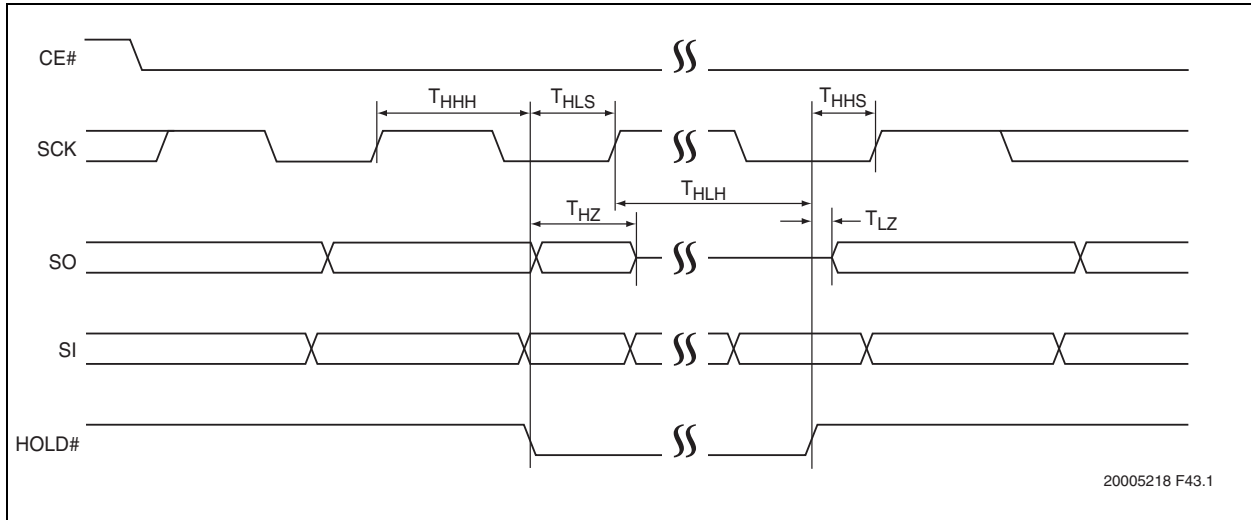 CE#
THHH THLS THHS
SCK
THLH
THZ TLZ
SO
SI
HOLD#
20005218 F43.1